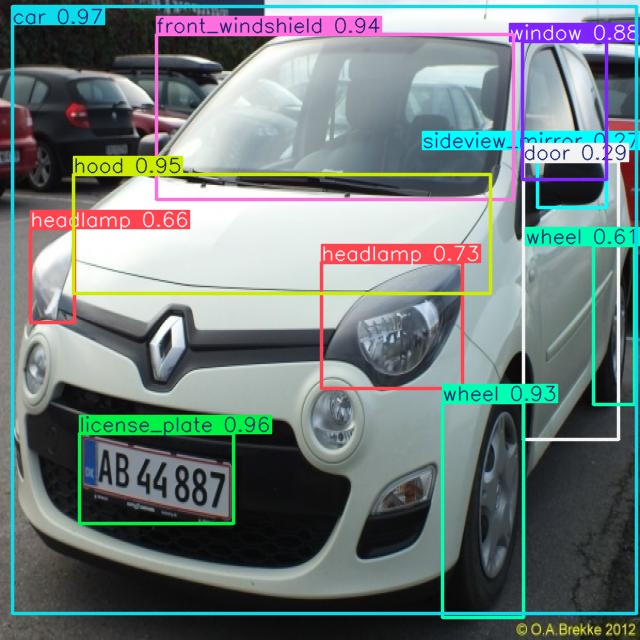 car 0.97
front_windshield 0.94
window 0.88
sideview_mirror 0.27
door 0.29
hood 0.95
headlamp 0.66
wheel 0.61
headlamp 0.73
wheel 0.93
license_plate 0.96
DK
AB 44 887
© O.A.Brekke 2012